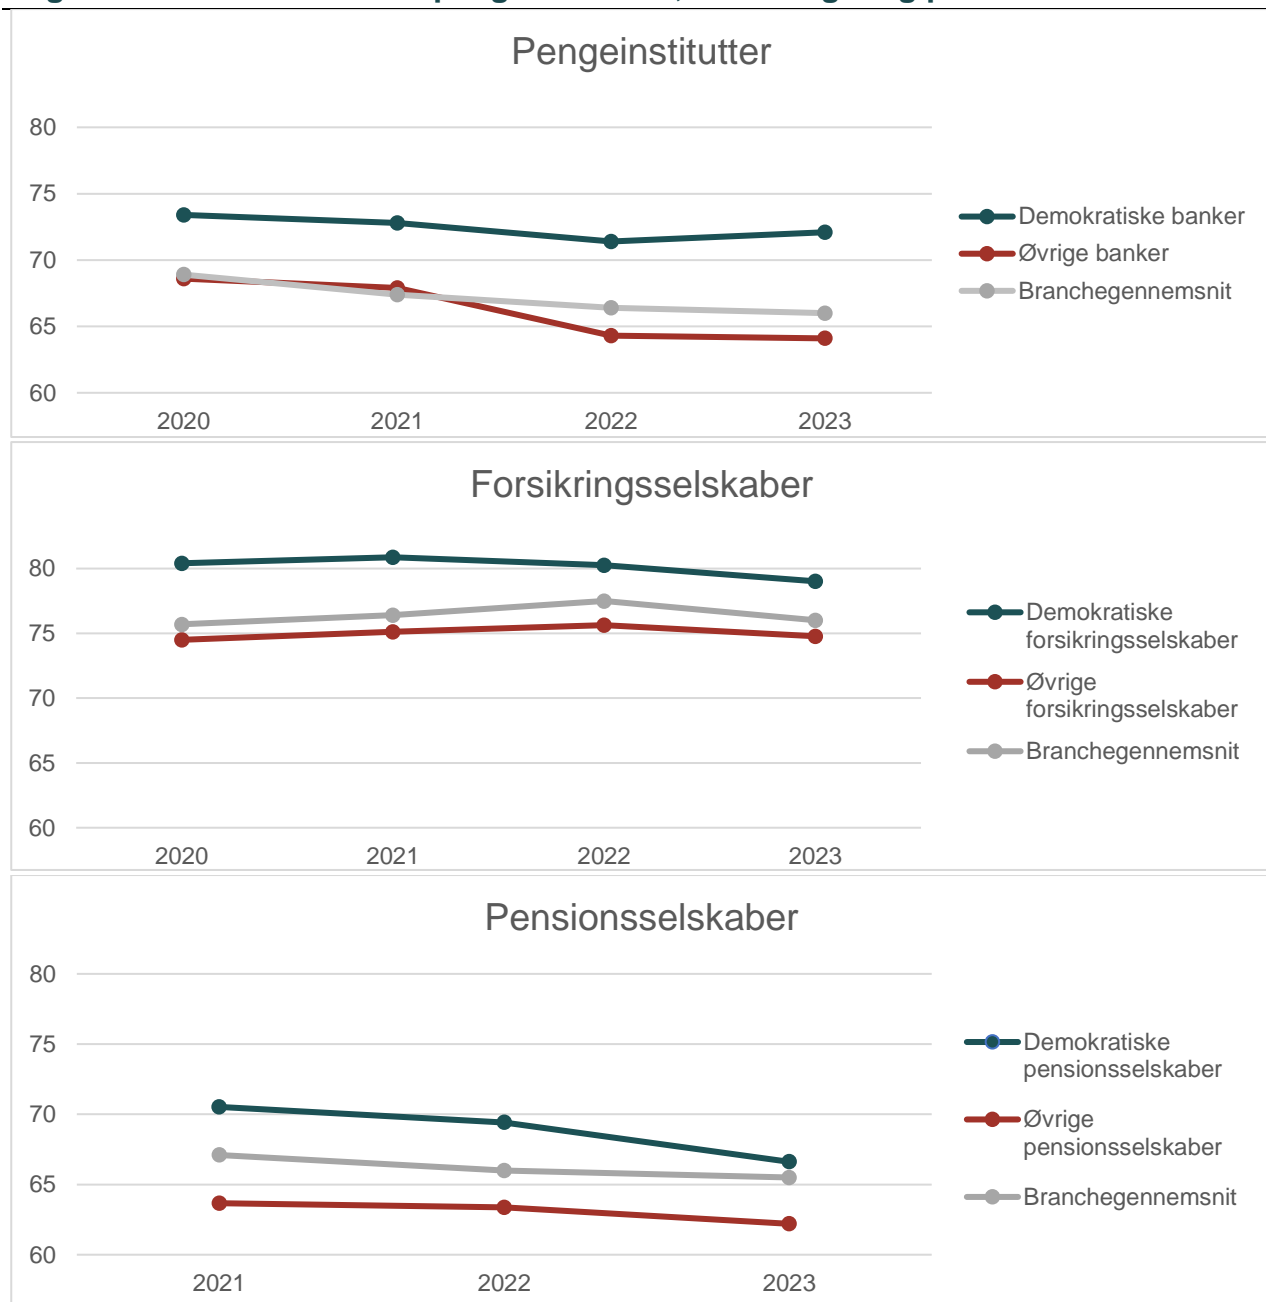 Pengeinstitutter
80
75
70
65
60
2020 2021 2022 2023
Demokratiske banker
Øvrige banker
Branchegennemsnit
Forsikringsselskaber
80
75
70
65
60
2020 2021 2022 2023
Demokratiske
forsikringsselskaber
Øvrige
forsikringsselskaber
Branchegennemsnit
Pensionsselskaber
80
75
70
65
60
2021 2022 2023
Demokratiske
pensionsselskaber
Øvrige
pensionsselskaber
Branchegennemsnit